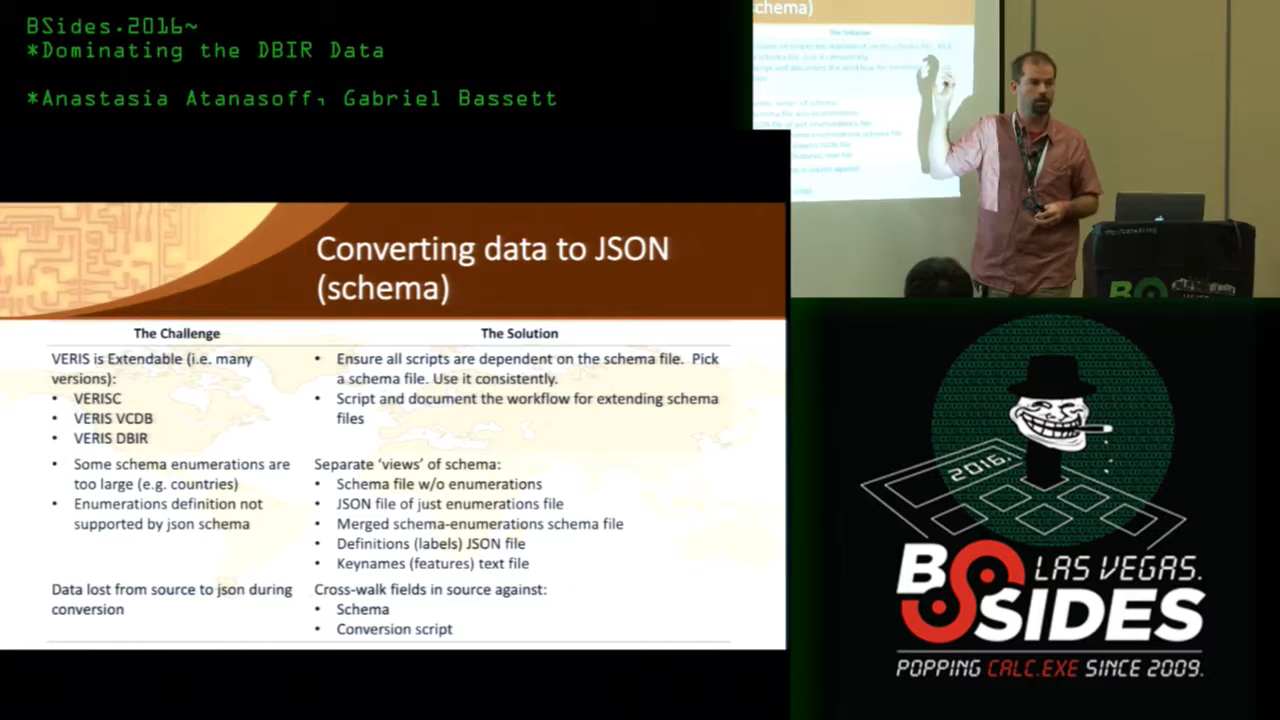 BSides.2016~
*Dominating the DBIR Data
*Anastasia Atanasoff, Gabriel Bassett
Converting data to JSON
(schema)
The Challenge
The Solution
VERIS is Extendable (i.e. many
versions):
• VERISC
• VERIS VCDB
• VERIS DBIR
• Ensure all scripts are dependent on the schema file. Pick
a schema file. Use it consistently.
• Script and document the workflow for extending schema
files
• Some schema enumerations are
too large (e.g. countries)
• Enumerations definition not
supported by json schema
Separate ‘views’ of schema:
• Schema file w/o enumerations
• JSON file of just enumerations file
• Merged schema-enumerations schema file
• Definitions (labels) JSON file
• Keynames (features) text file
Data lost from source to json during
conversion
Cross-walk fields in source against:
• Schema
• Conversion script
chema)
The Solution
2016.
BSIDES
LAS VEGAS.
POPPING CALC.EXE SINCE 2009.